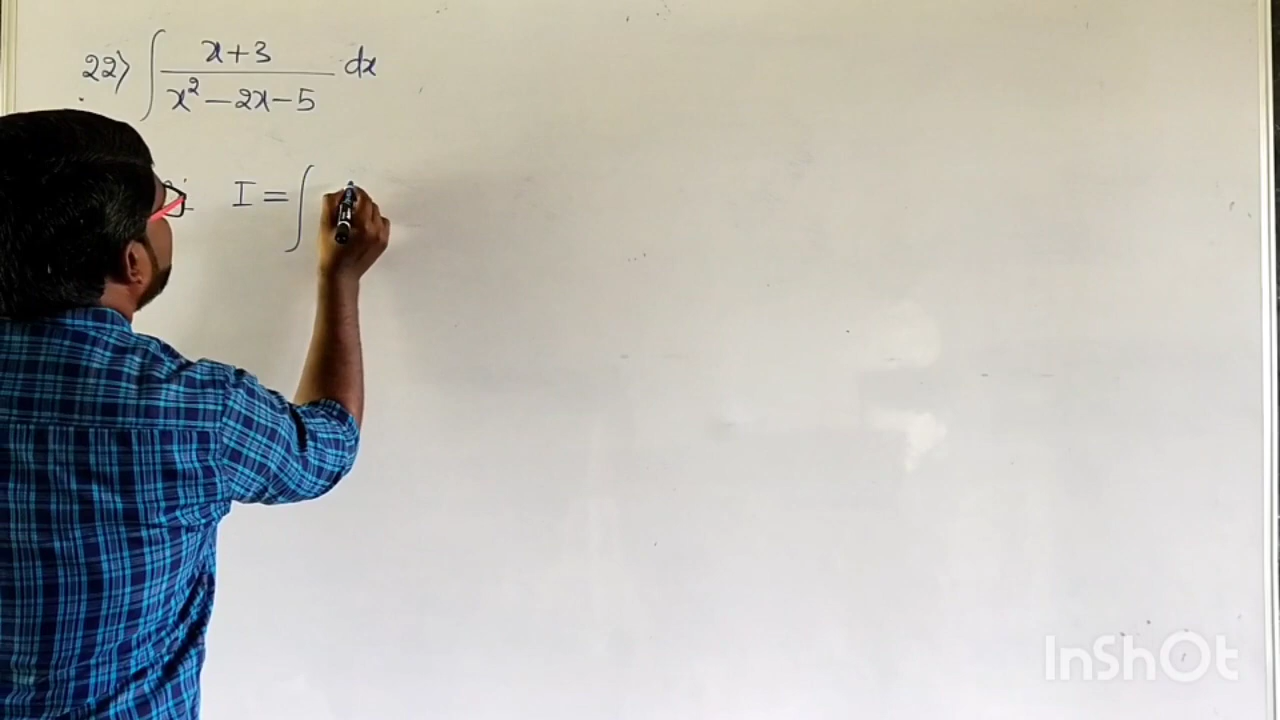 22) ∫ x+3 / x² - 2x - 5 dx
I = ∫
InShOt